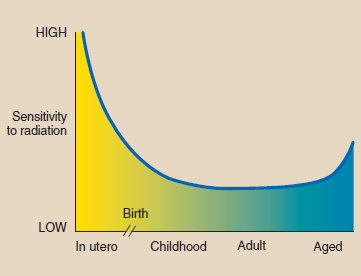 HIGH
Sensitivity
to radiation
Birth
LOW
In utero
Childhood
Adult
Aged